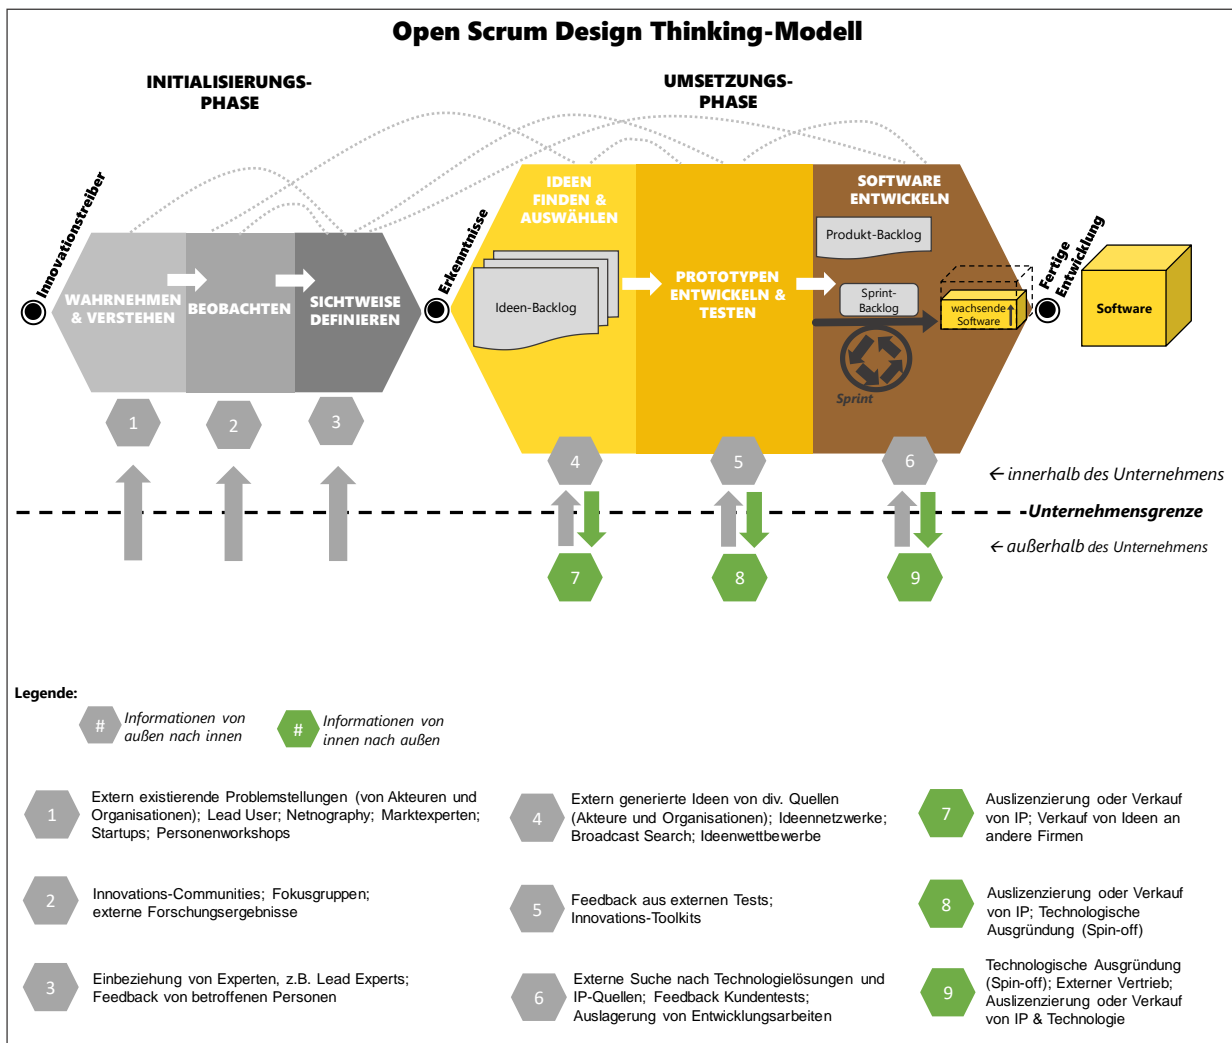 Open Scrum Design Thinking-Modell
INITIALISIERUNGS-
PHASE
UMSETZUNGS-
PHASE
Innovationstreiber
WAHRNEHMEN
& VERSTEHEN
BEOBACHTEN
SICHTWEISE
DEFINIEREN
Erkenntnisse
IDEEN
FINDEN &
AUSWÄHLEN
Ideen-Backlog
PROTOTYPEN
ENTWICKELN &
TESTEN
SOFTWARE
ENTWICKELN
Produkt-Backlog
Sprint-
Backlog
wachsende
Software
Sprint
Fertige
Entwicklung
Software
1
2
3
4
5
6
← innerhalb des Unternehmens
Unternehmensgrenze
← außerhalb des Unternehmens
7
8
9
Legende:
# Informationen von
außen nach innen
# Informationen von
innen nach außen
1
Extern existierende Problemstellungen (von Akteuren und
Organisationen); Lead User; Netnography; Marktexperten;
Startups; Personenworkshops
2
Innovations-Communities; Fokusgruppen;
externe Forschungsergebnisse
3
Einbeziehung von Experten, z.B. Lead Experts;
Feedback von betroffenen Personen
4
Extern generierte Ideen von div. Quellen
(Akteure und Organisationen); Ideennetzwerke;
Broadcast Search; Ideenwettbewerbe
5
Feedback aus externen Tests;
Innovations-Toolkits
6
Externe Suche nach Technologielösungen und
IP-Quellen; Feedback Kundentests;
Auslagerung von Entwicklungsarbeiten
7
Auslizenzierung oder Verkauf
von IP; Verkauf von Ideen an
andere Firmen
8
Auslizenzierung oder Verkauf
von IP; Technologische
Ausgründung (Spin-off)
9
Technologische Ausgründung
(Spin-off); Externer Vertrieb;
Auslizenzierung oder Verkauf
von IP & Technologie